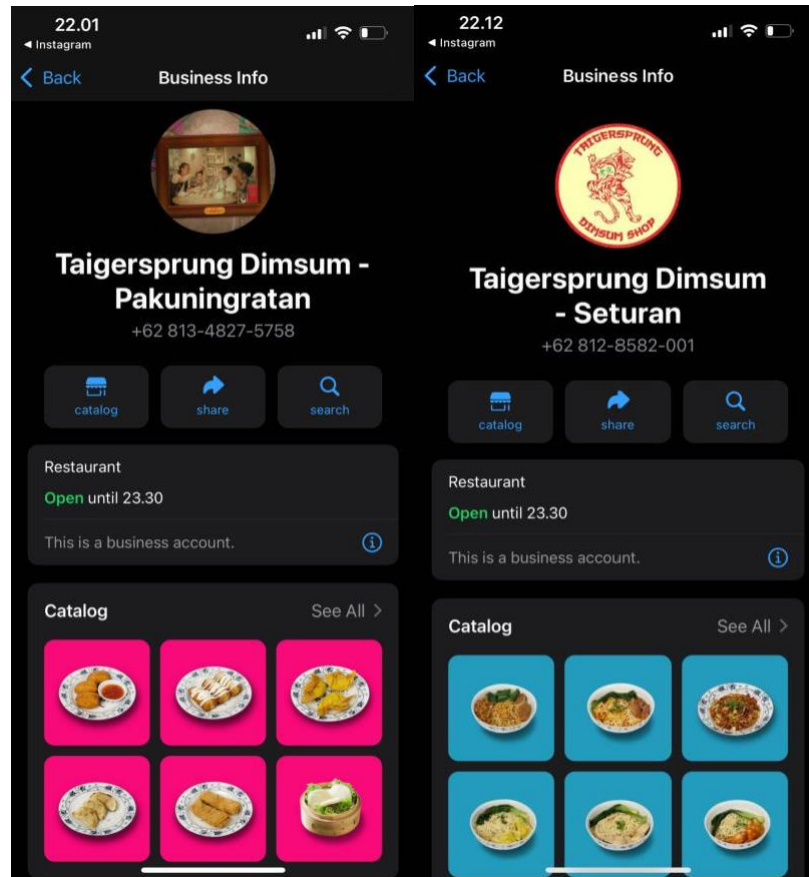 22.01
◀ Instagram
Back
Business Info
Taigersprung Dimsum -
Pakuningratan
+62 813-4827-5758
catalog
share
search
Restaurant
Open until 23.30
This is a business account.
Catalog
See All >
22.12
◀ Instagram
Back
Business Info
TAIGERSPRUNG
DIMSUM SHOP
Taigersprung Dimsum
- Seturan
+62 812-8582-001
catalog
share
search
Restaurant
Open until 23.30
This is a business account.
Catalog
See All >